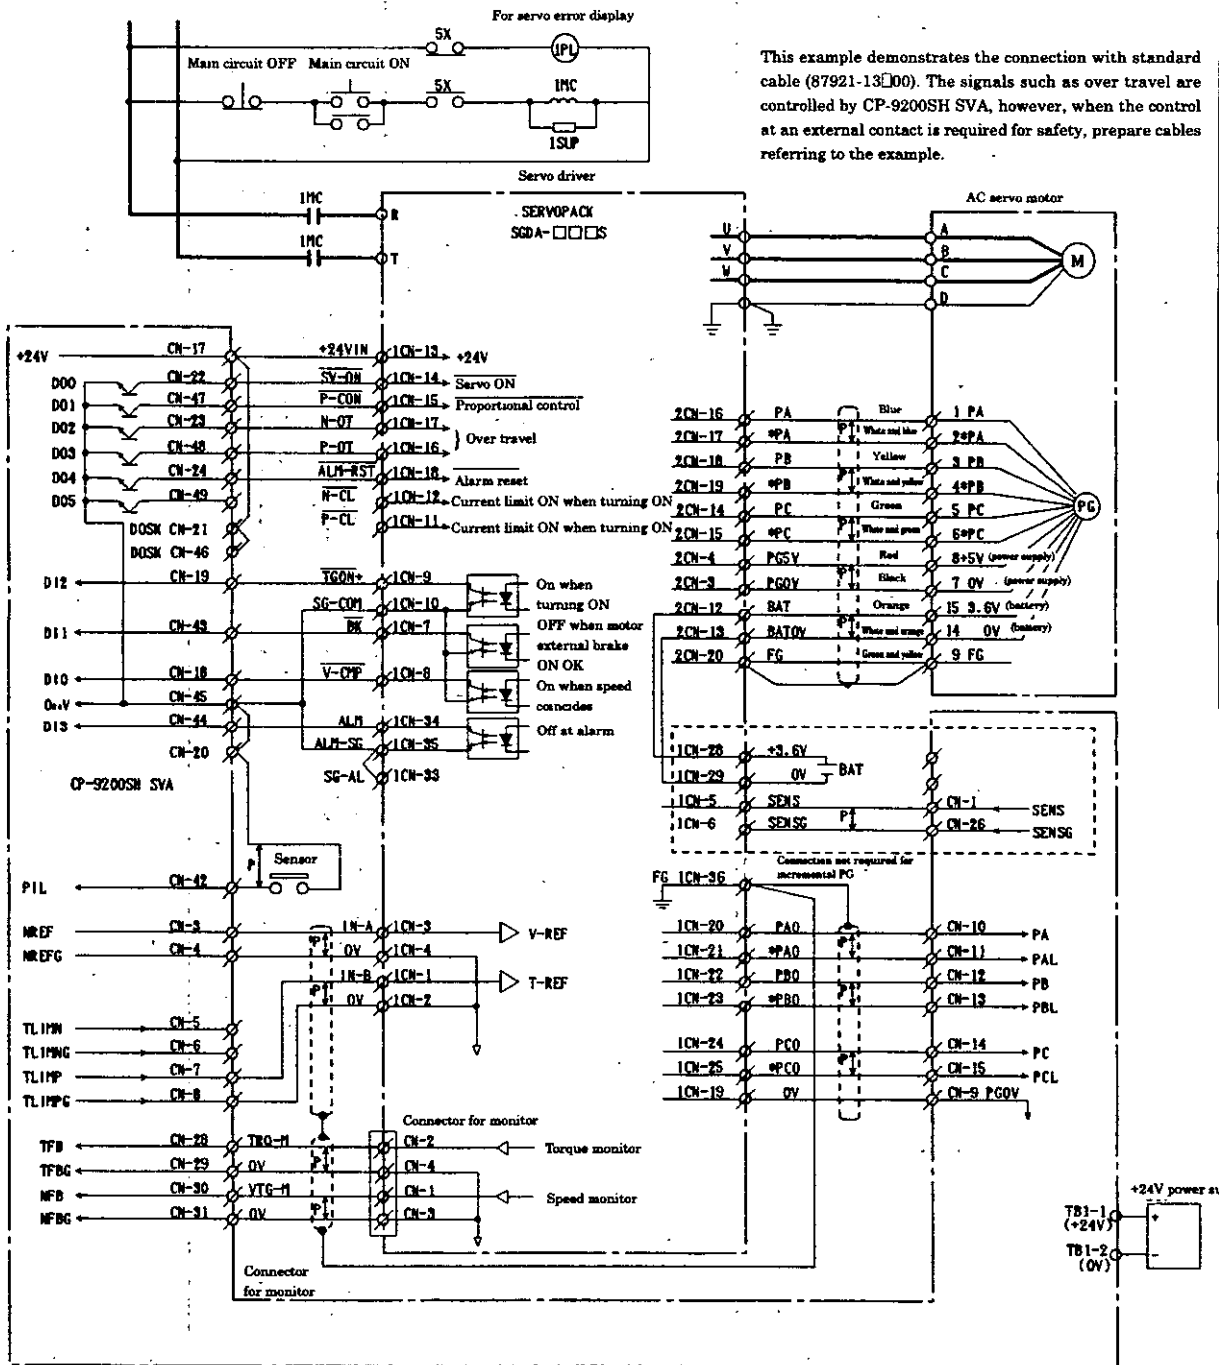 For servo error display
5X
1PL
Main circuit OFF Main circuit ON
5X
1MC
1SUP
This example demonstrates the connection with standard
cable (87921-13□00). The signals such as over travel are
controlled by CP-9200SH SVA, however, when the control
at an external contact is required for safety, prepare cables
referring to the example.
Servo driver
SERVOPACK
SGDA-□□□S
AC servo motor
1MC
R
1MC
T
U A
V B
W C
D
M
+24V CN-17 +24VIN 1CN-13 +24V
DO0 CN-22 SV-ON 1CN-14 Servo ON
DO1 CN-47 P-CON 1CN-15 Proportional control
DO2 CN-23 N-OT 1CN-17
Over travel
DO3 CN-48 P-OT 1CN-16
DO4 CN-24 ALM-RST 1CN-18 Alarm reset
DO5 CN-49 N-CL 1CN-12 Current limit ON when turning ON
DOSK CN-21 P-CL 1CN-11 Current limit ON when turning ON
DOSK CN-46
DI2 CN-19 TGON+ 1CN-9 On when
turning ON
SG-COM 1CN-10
DI1 CN-43 BK 1CN-7 OFF when motor
external brake
ON OK
DI0 CN-18 V-CMP 1CN-8 On when speed
coincides
CN-45
DI3 CN-44 ALM 1CN-34 Off at alarm
ALM-SG 1CN-35
CN-20
SG-AL 1CN-33
CP-9200SH SVA
2CN-16 PA Blue 1 PA
2CN-17 *PA P White and blue 2*PA
2CN-18 PB Yellow 3 PB
2CN-19 *PB P White and yellow 4*PB
2CN-14 PC Green 5 PC
2CN-15 *PC P White and green 6*PC
2CN-4 PG5V Red 8+5V (power supply)
2CN-3 PG0V P Black 7 0V (power supply)
2CN-12 BAT Orange 15 3.6V (battery)
2CN-13 BAT0V P White and orange 14 0V (battery)
2CN-20 FG Green and yellow 9 FG
PG
1CN-28 +3.6V
BAT
1CN-29 0V
1CN-5 SENS CN-1 SENS
P
1CN-6 SENSG CN-26 SENSG
Connection not required for
incremental PG
P Sensor
PIL CN-42
FG 1CN-36
NREF CN-3 IN-A 1CN-3 V-REF
P
NREFG CN-4 0V 1CN-4
IN-B 1CN-1 T-REF
P
0V 1CN-2
TLIMN CN-5
TLIMNG CN-6
TLIMP CN-7
TLIMPG CN-8
1CN-20 PAO CN-10 PA
P
1CN-21 *PAO CN-11 PAL
1CN-22 PBO CN-12 PB
P
1CN-23 *PBO CN-13 PBL
1CN-24 PCO CN-14 PC
P
1CN-25 *PCO CN-15 PCL
1CN-19 0V CN-9 PG0V
Connector for monitor
TFB CN-28 TRQ-M CN-2 Torque monitor
P
TFBG CN-29 0V CN-4
NFB CN-30 VTG-M CN-1 Speed monitor
P
NFBG CN-31 0V CN-3
Connector
for monitor
+24V power su
TB1-1
(+24V)
+
TB1-2
(0V)
-